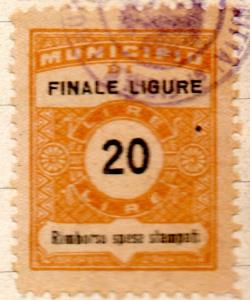 MUNICIPIO
DI
FINALE LIGURE
LIRE
20
LIRE
Rimborso spese stampati